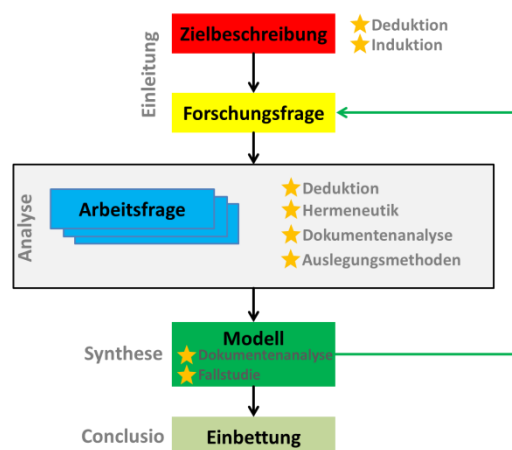 Zielbeschreibung
Deduktion
Induktion
Einleitung
Forschungsfrage
Analyse
Arbeitsfrage
Deduktion
Hermeneutik
Dokumentenanalyse
Auslegungsmethoden
Synthese
Modell
Dokumentenanalyse
Fallstudie
Conclusio
Einbettung